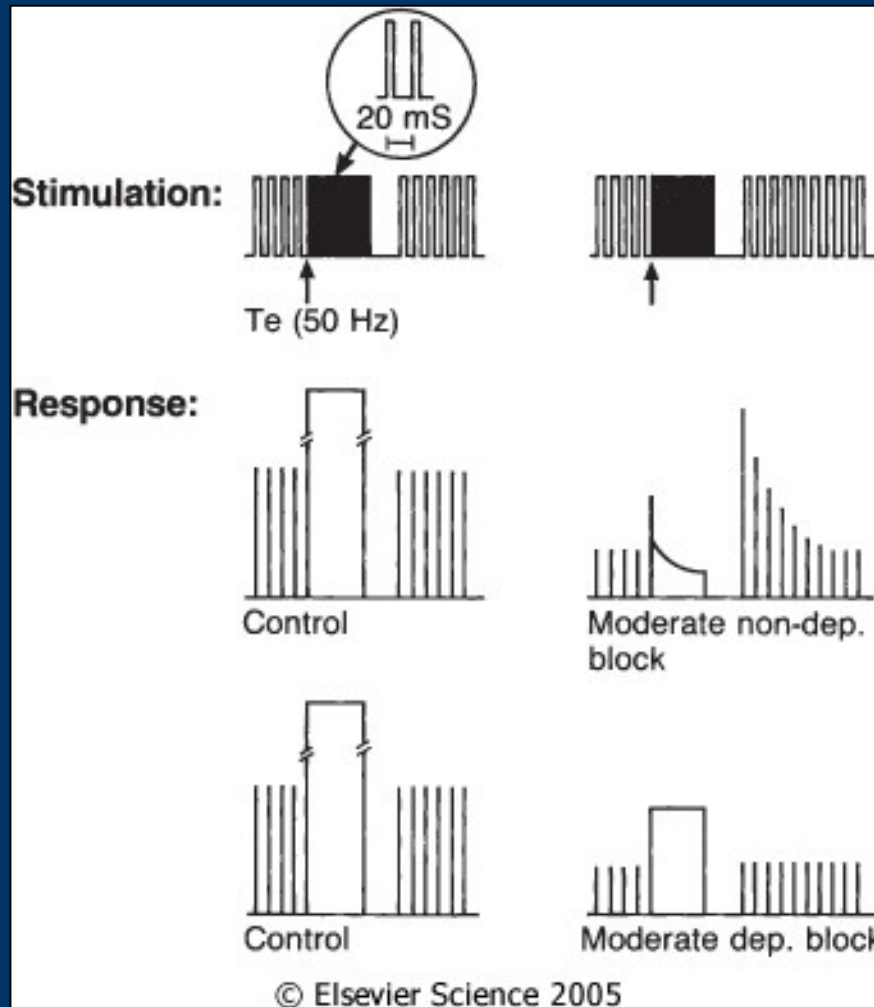 20 mS
Stimulation:
Te (50 Hz)
Response:
Control
Moderate non-dep.
block
Control
Moderate dep. block
© Elsevier Science 2005